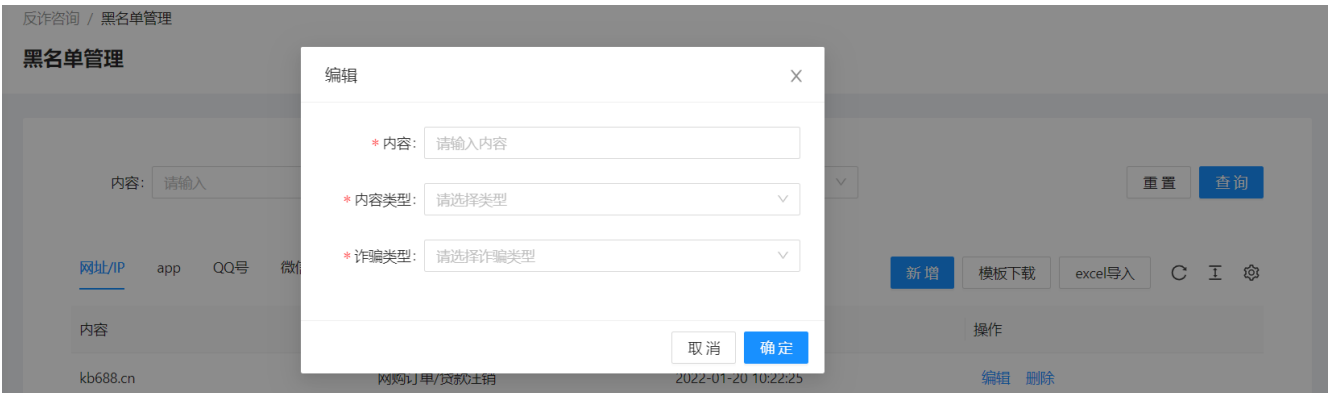 反诈咨询 / 黑名单管理
黑名单管理
编辑
* 内容: 请输入内容
* 内容类型: 请选择类型
* 诈骗类型: 请选择诈骗类型
取 消 确 定
内容: 请输入
重 置 查 询
网址/IP app QQ号 微信
新 增 模板下载 excel导入
内容 操作
kb688.cn 网购订单/贷款注销 2022-01-20 10:22:25 编辑 删除